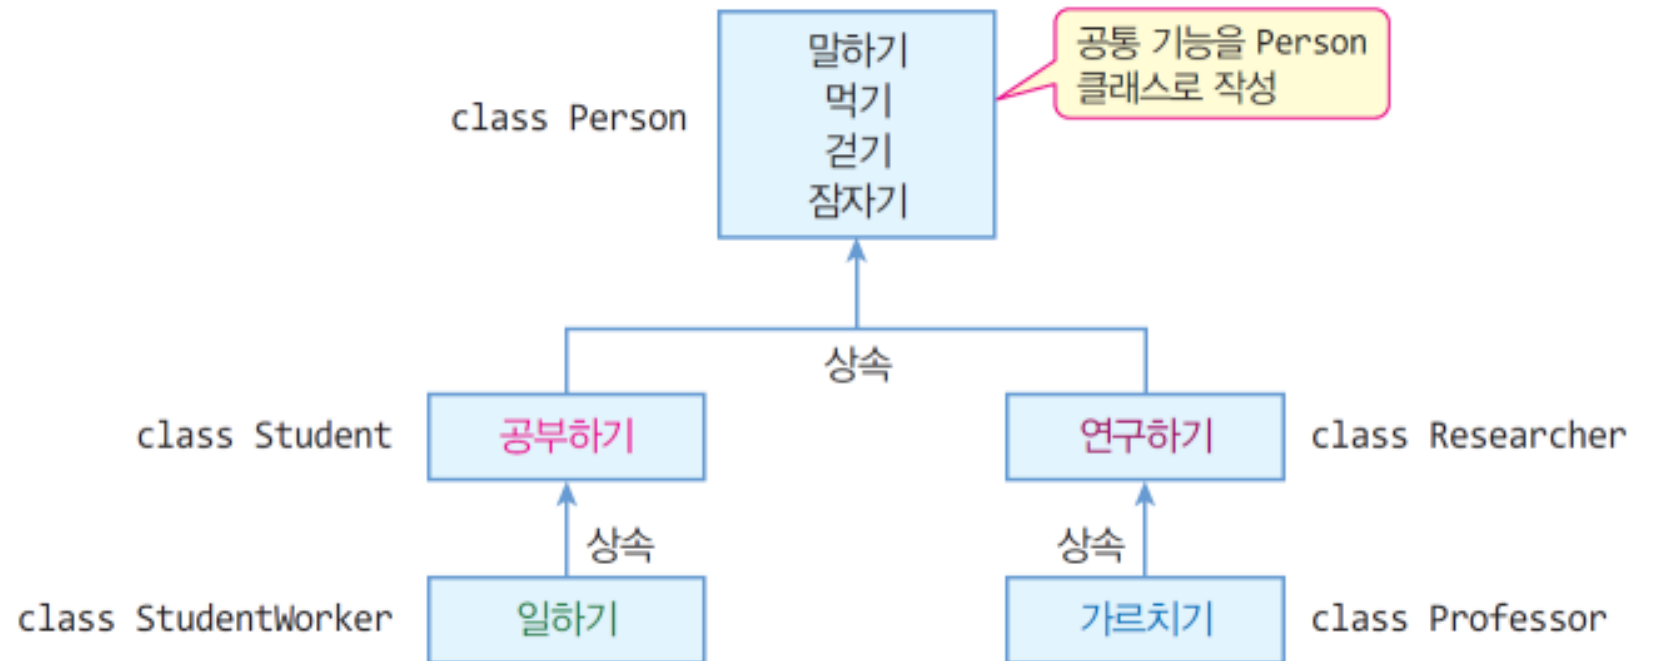 말하기
먹기
걷기
잠자기
공통 기능을 Person
클래스로 작성
class Person
상속
class Student
공부하기
연구하기
class Researcher
상속
상속
class StudentWorker
일하기
가르치기
class Professor